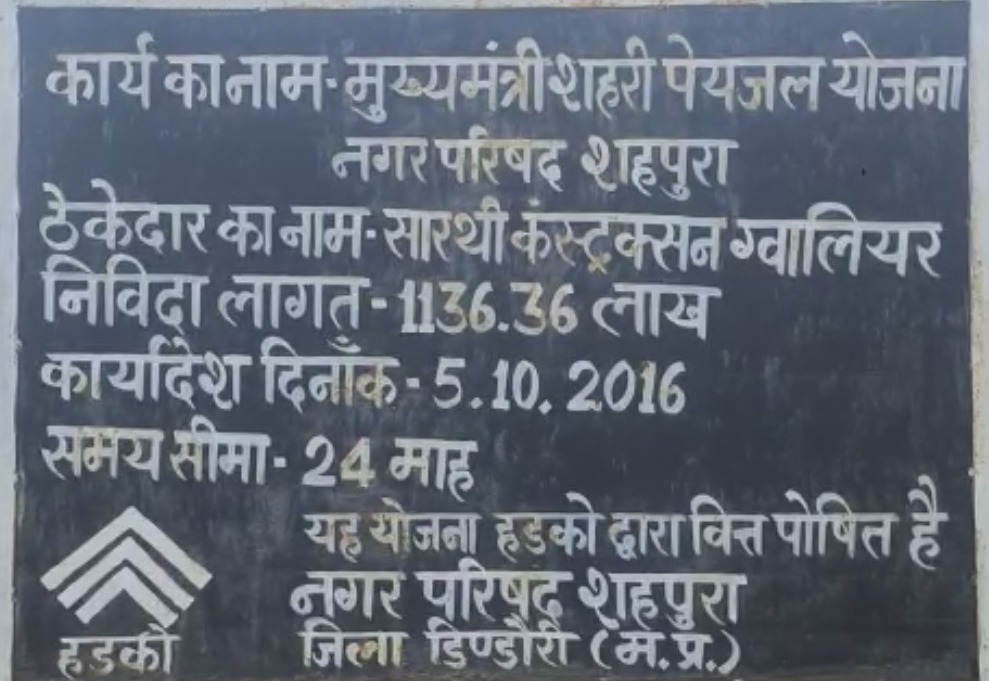 कार्य का नाम- मुख्यमंत्री शहरी पेयजल योजना
नगर परिषद शहपुरा
ठेकेदार का नाम- सारथी कंस्ट्रक्सन ग्वालियर
निविदा लागत - 1136.36 लाख
कार्यादेश दिनाँक - 5.10.2016
समय सीमा - 24 माह
यह योजना हडको द्वारा वित्त पोषित है
नगर परिषद शहपुरा
जिला डिण्डौरी (म.प्र.)
हडको